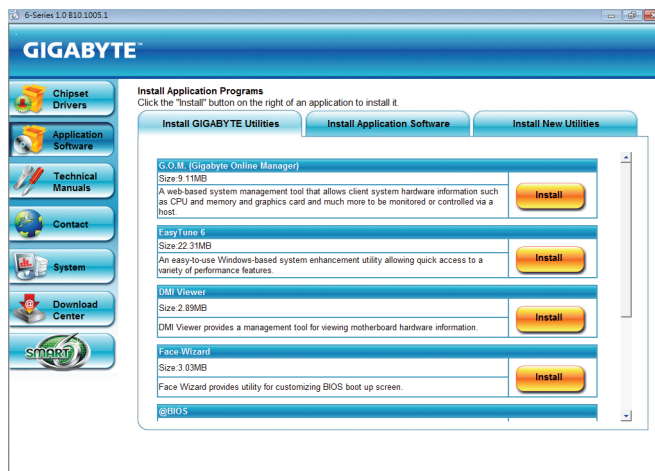 6-Series 1.0 B10.1005.1
GIGABYTE™
Chipset
Drivers
Application
Software
Technical
Manuals
Contact
System
Download
Center
SMART6
Install Application Programs
Click the "Install" button on the right of an application to install it.
Install GIGABYTE Utilities
Install Application Software
Install New Utilities
G.O.M. (Gigabyte Online Manager)
Size:9.11MB
A web-based system management tool that allows client system hardware information such
as CPU and memory and graphics card and much more to be monitored or controlled via a
host.
Install
EasyTune 6
Size:22.31MB
An easy-to-use Windows-based system enhancement utility allowing quick access to a
variety of performance features.
Install
DMI Viewer
Size:2.89MB
DMI Viewer provides a management tool for viewing motherboard hardware information.
Install
Face-Wizard
Size:3.03MB
Face Wizard provides utility for customizing BIOS boot up screen.
Install
@BIOS